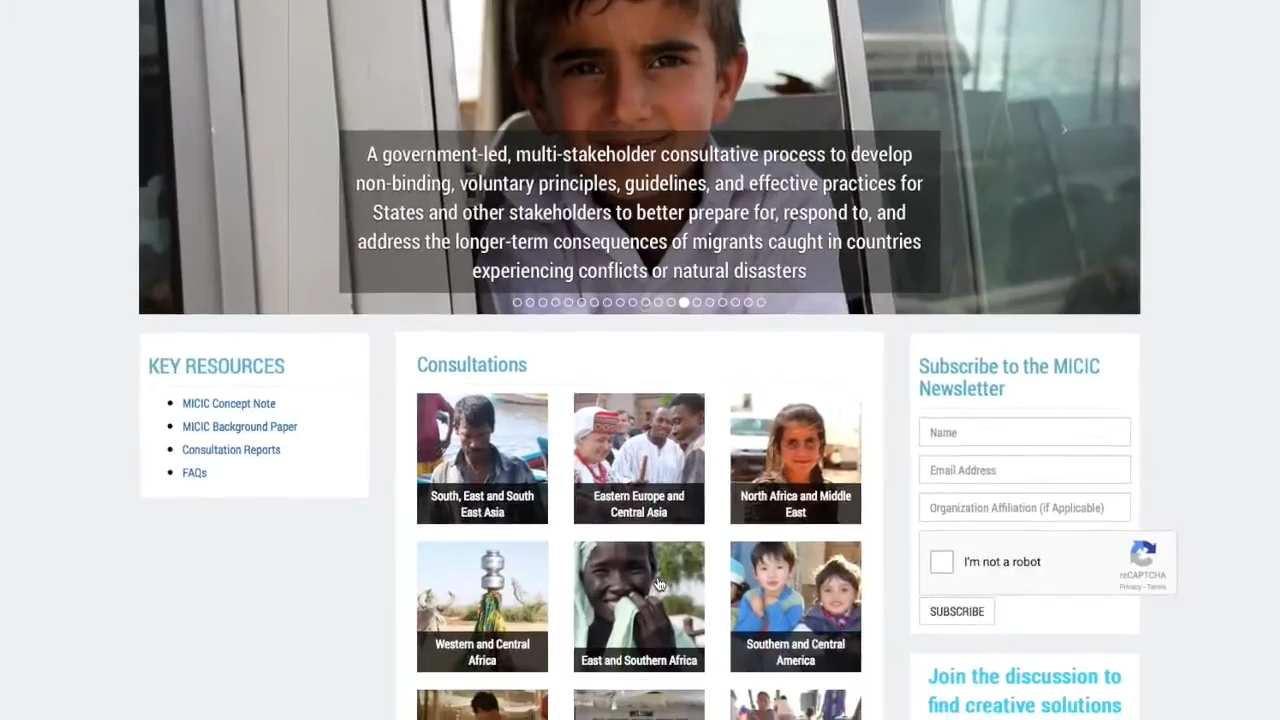 A government-led, multi-stakeholder consultative process to develop
non-binding, voluntary principles, guidelines, and effective practices for
States and other stakeholders to better prepare for, respond to, and
address the longer-term consequences of migrants caught in countries
experiencing conflicts or natural disasters
KEY RESOURCES
MICIC Concept Note
MICIC Background Paper
Consultation Reports
FAQs
Consultations
South, East and South
East Asia
Eastern Europe and
Central Asia
North Africa and Middle
East
Western and Central
Africa
East and Southern Africa
Southern and Central
America
Subscribe to the MICIC
Newsletter
Name
Email Address
Organization Affiliation (if Applicable)
I'm not a robot
reCAPTCHA
Privacy - Terms
SUBSCRIBE
Join the discussion to
find creative solutions